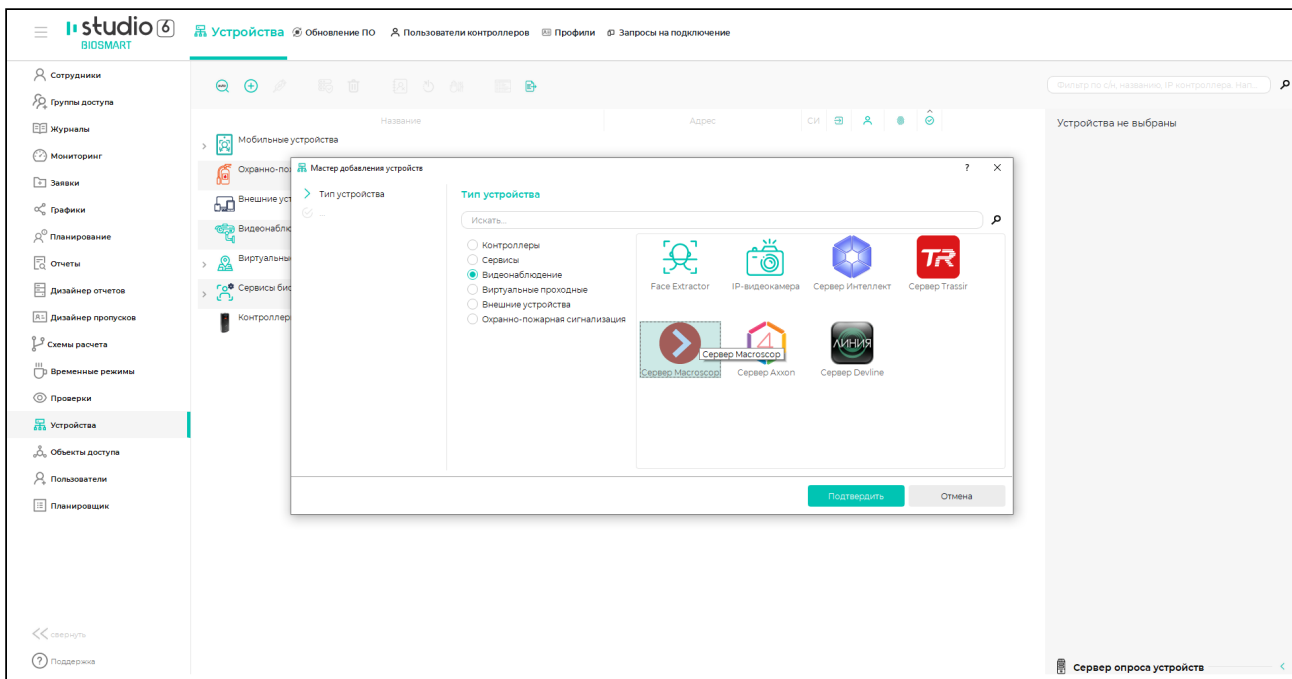 studio 6
BIOSMART
Устройства
Обновление ПО
Пользователи контроллеров
Профили
Запросы на подключение
Сотрудники
Группы доступа
Журналы
Мониторинг
Заявки
Графики
Планирование
Отчеты
Дизайнер отчетов
Дизайнер пропусков
Схемы расчета
Временные режимы
Проверки
Устройства
Объекты доступа
Пользователи
Планировщик
свернуть
Поддержка
Фильтр по с/н, названию, IP контроллера. Нап...
Название
Адрес
СИ
Мобильные устройства
Охранно-по
Внешние уст
Видеонаблю
Виртуальны
Сервисы би
Контроллер
Устройства не выбраны
Мастер добавления устройств
?
Тип устройства
...
Тип устройства
Искать...
Контроллеры
Сервисы
Видеонаблюдение
Виртуальные проходные
Внешние устройства
Охранно-пожарная сигнализация
Face Extractor
IP-видеокамера
Сервер Интеллект
TR
Сервер Trassir
Сервер Macroscop
Сервер Macroscop
4
Сервер Axxon
ЛИНИЯ
Сервер Devline
Подтвердить
Отмена
Сервер опроса устройств